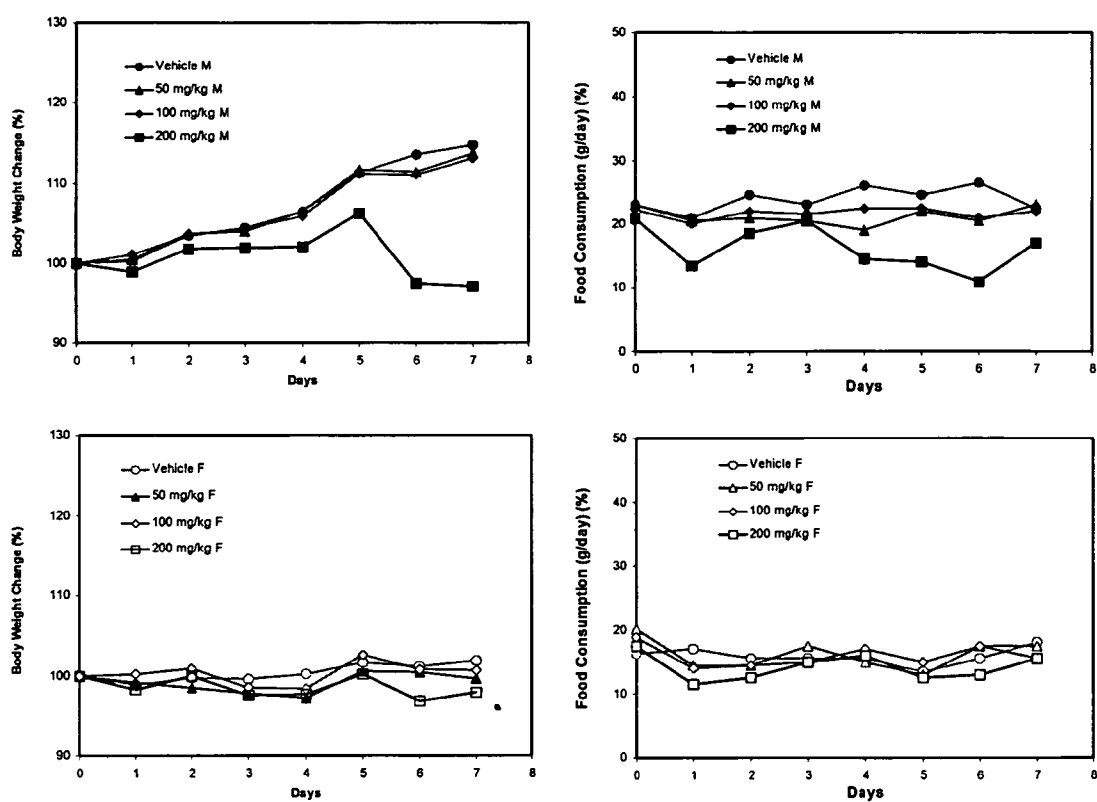 130
120
110
100
90
Body Weight Change (%)
Vehicle M
50 mg/kg M
100 mg/kg M
200 mg/kg M
0 1 2 3 4 5 6 7 8
Days
50
40
30
20
10
0
Food Consumption (g/day) (%)
Vehicle M
50 mg/kg M
100 mg/kg M
200 mg/kg M
0 1 2 3 4 5 6 7 8
Days
130
120
110
100
90
Body Weight Change (%)
Vehicle F
50 mg/kg F
100 mg/kg F
200 mg/kg F
0 1 2 3 4 5 6 7 8
Days
50
40
30
20
10
0
Food Consumption (g/day) (%)
Vehicle F
50 mg/kg F
100 mg/kg F
200 mg/kg F
0 1 2 3 4 5 6 7 8
Days